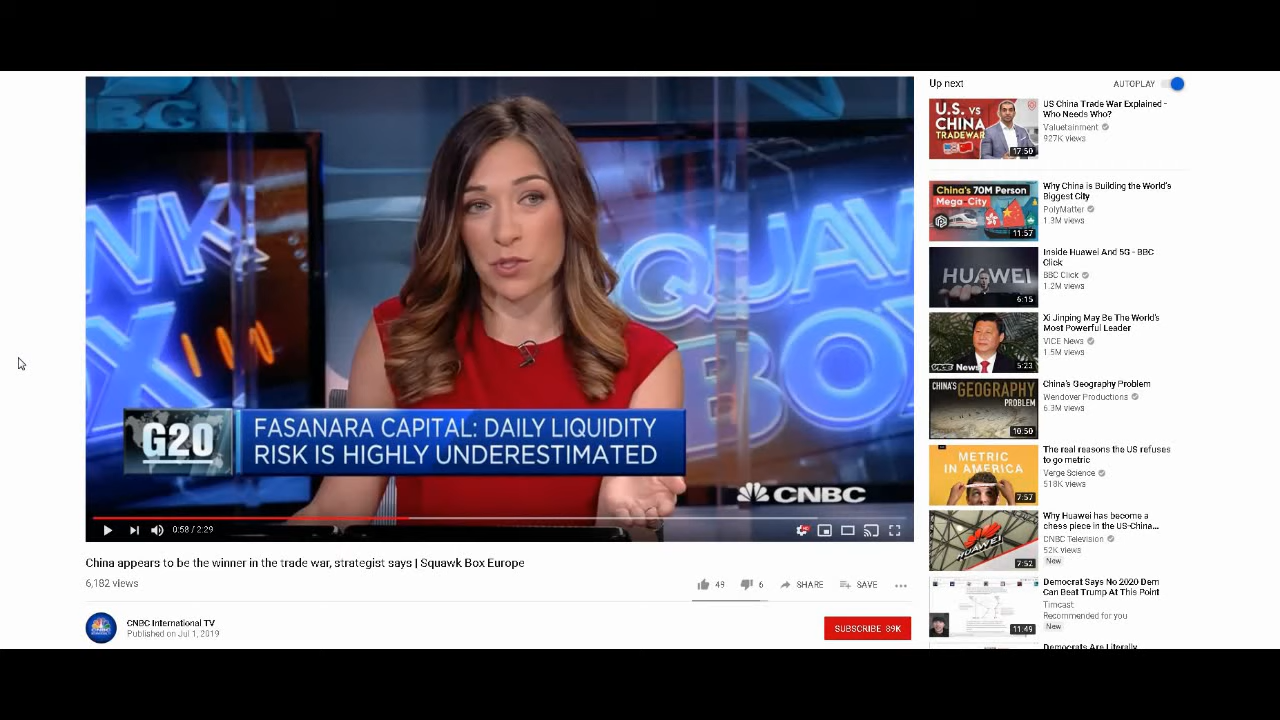 BC
NK
SQUAW
X
BO
G20
FASANARA CAPITAL: DAILY LIQUIDITY
RISK IS HIGHLY UNDERESTIMATED
CNBC
0:58 / 2:29
China appears to be the winner in the trade war, strategist says | Squawk Box Europe
6,182 views
49
6
SHARE
SAVE
CNBC International TV
Published on Jul 1, 2019
SUBSCRIBE 89K
Up next
AUTOPLAY
U.S. VS
CHINA
TRADEWAR
17:50
US China Trade War Explained -
Who Needs Who?
Valuetainment
927K views
China's 70M Person
Mega-City
11:57
Why China is Building the World's
Biggest City
PolyMatter
1.3M views
HUAWEI
6:15
Inside Huawei And 5G - BBC
Click
BBC Click
1.2M views
VICE News
5:23
Xi Jinping May Be The World's
Most Powerful Leader
VICE News
1.5M views
CHINA'S GEOGRAPHY
PROBLEM
10:50
China's Geography Problem
Wendover Productions
6.3M views
METRIC
IN AMERICA
7:57
The real reasons the US refuses
to go metric
Verge Science
518K views
HUAWEI
7:52
Why Huawei has become a
chess piece in the US-China...
CNBC Television
52K views
New
11:49
Democrat Says No 2020 Dem
Can Beat Trump At This Point
Timcast
Recommended for you
New
Democrats Are Literally